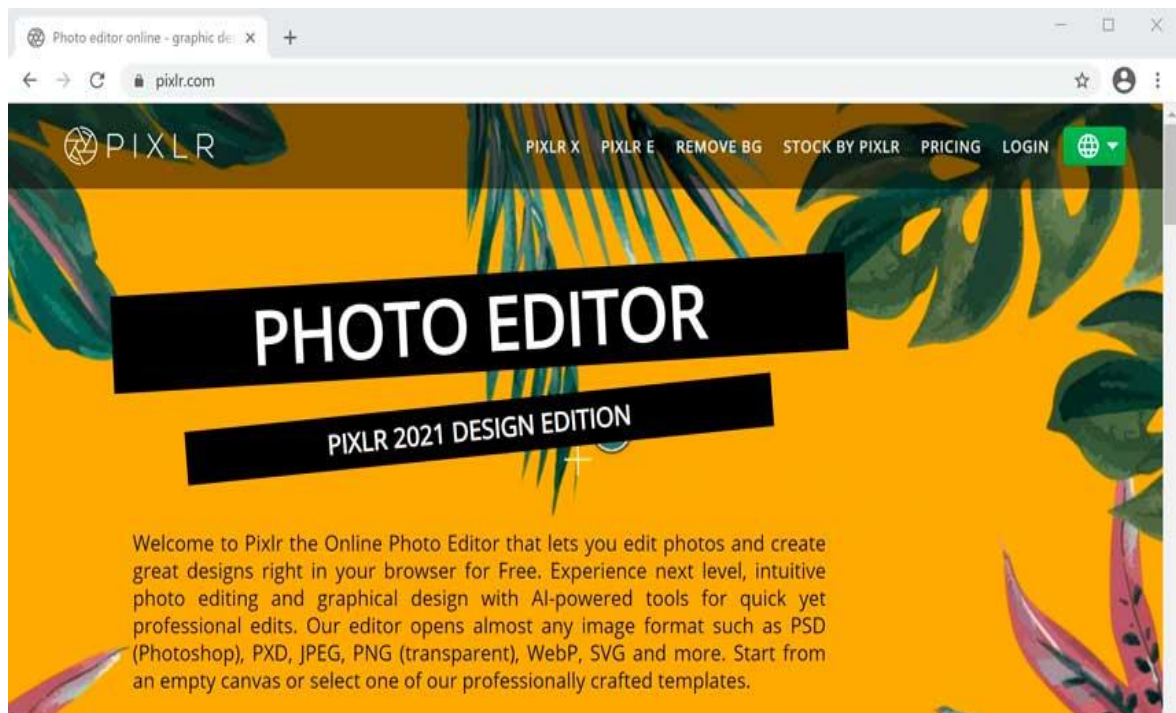 Photo editor online - graphic de
pixlr.com
PIXLR
PIXLR X PIXLR E REMOVE BG STOCK BY PIXLR PRICING LOGIN
PHOTO EDITOR
PIXLR 2021 DESIGN EDITION
Welcome to Pixlr the Online Photo Editor that lets you edit photos and create
great designs right in your browser for Free. Experience next level, intuitive
photo editing and graphical design with AI-powered tools for quick yet
professional edits. Our editor opens almost any image format such as PSD
(Photoshop), PXD, JPEG, PNG (transparent), WebP, SVG and more. Start from
an empty canvas or select one of our professionally crafted templates.